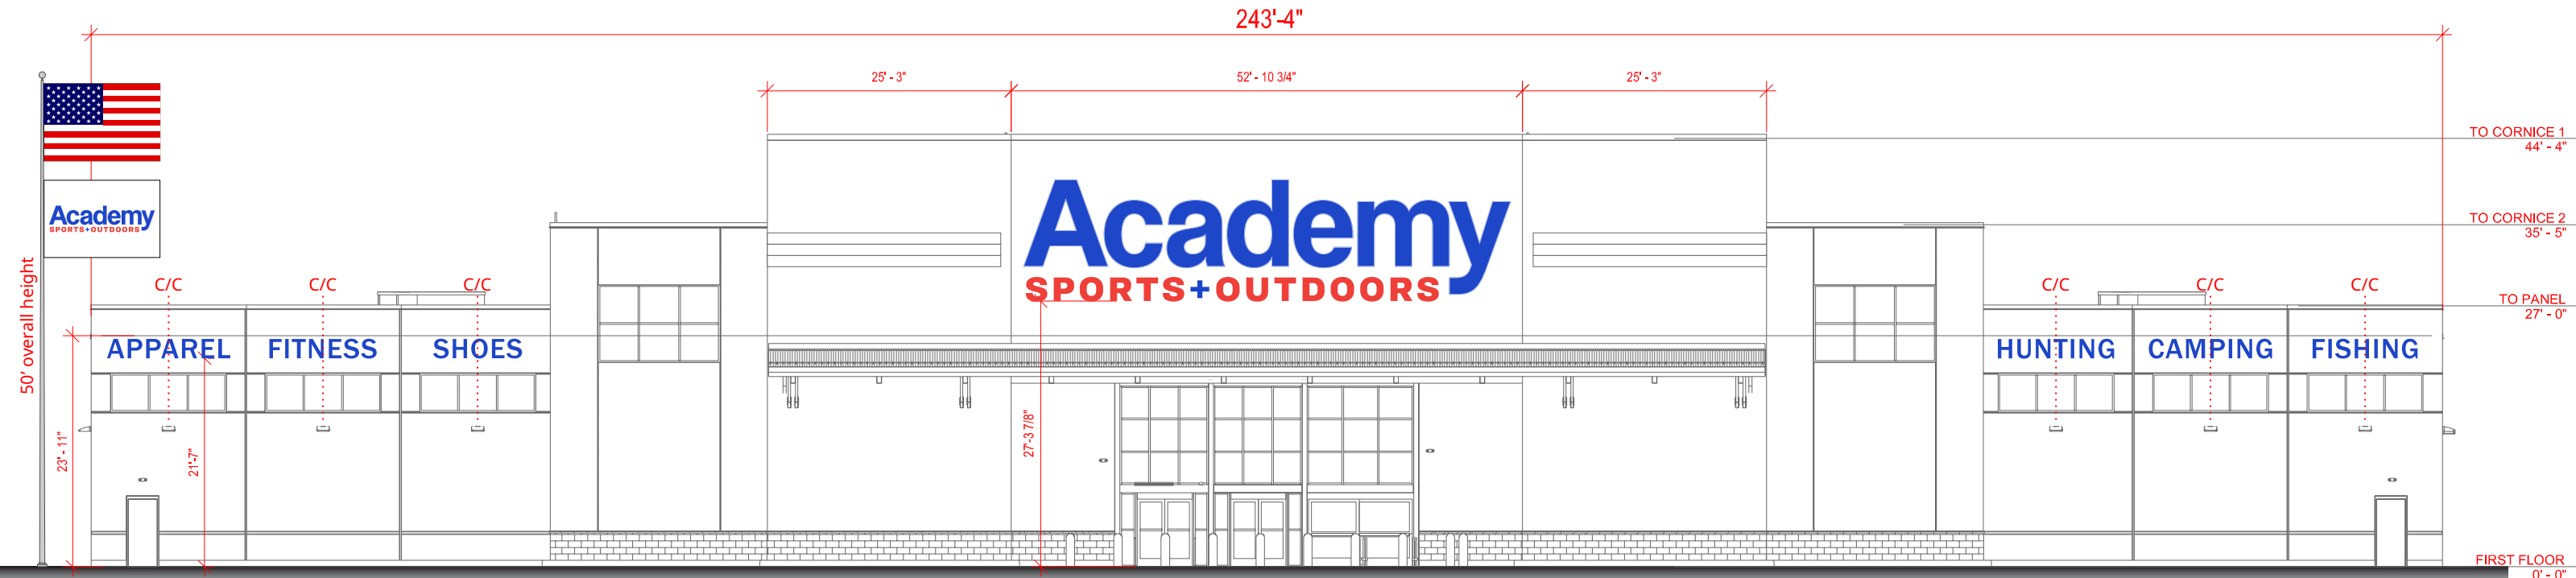 243'-4"
25' - 3"
52' - 10 3/4"
25' - 3"
TO CORNICE 1
44' - 4"
Academy
SPORTS+OUTDOORS
Academy
SPORTS+OUTDOORS
TO CORNICE 2
35' - 5"
50' overall height
C/C
C/C
C/C
C/C
C/C
C/C
TO PANEL
27' - 0"
APPAREL
FITNESS
SHOES
HUNTING
CAMPING
FISHING
23' - 11"
21'-7"
27'-3 7/8"
FIRST FLOOR
0' - 0"